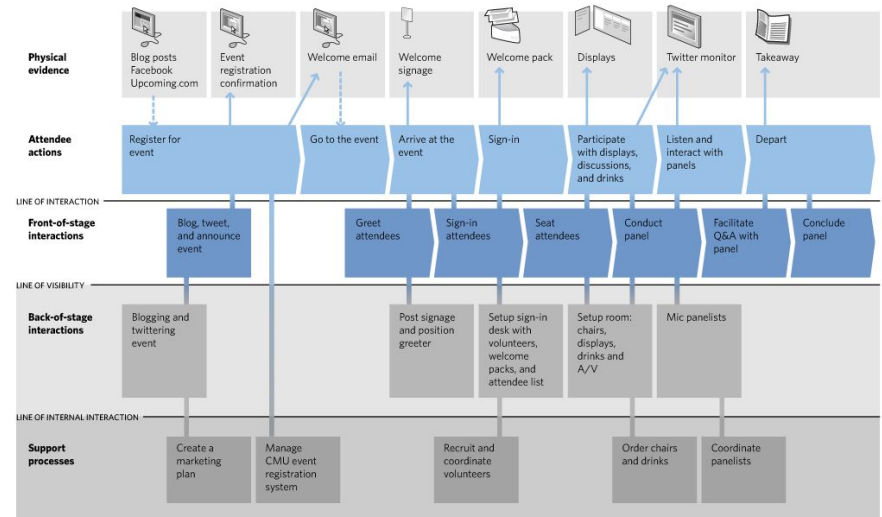 Physical
evidence
Blog posts
Facebook
Upcoming.com
Event
registration
confirmation
Welcome email
Welcome
signage
Welcome pack
Displays
Twitter monitor
Takeaway
Attendee
actions
Register for
event
Go to the event
Arrive at the
event
Sign-in
Participate
with displays,
discussions,
and drinks
Listen and
interact with
panels
Depart
LINE OF INTERACTION
Front-of-stage
interactions
Blog, tweet,
and announce
event
Greet
attendees
Sign-in
attendees
Seat
attendees
Conduct
panel
Facilitate
Q&A with
panel
Conclude
panel
LINE OF VISIBILITY
Back-of-stage
interactions
Blogging and
twittering
event
Post signage
and position
greeter
Setup sign-in
desk with
volunteers,
welcome
packs, and
attendee list
Setup room:
chairs,
displays,
drinks and
A/V
Mic panelists
LINE OF INTERNAL INTERACTION
Support
processes
Create a
marketing
plan
Manage
CMU event
registration
system
Recruit and
coordinate
volunteers
Order chairs
and drinks
Coordinate
panelists